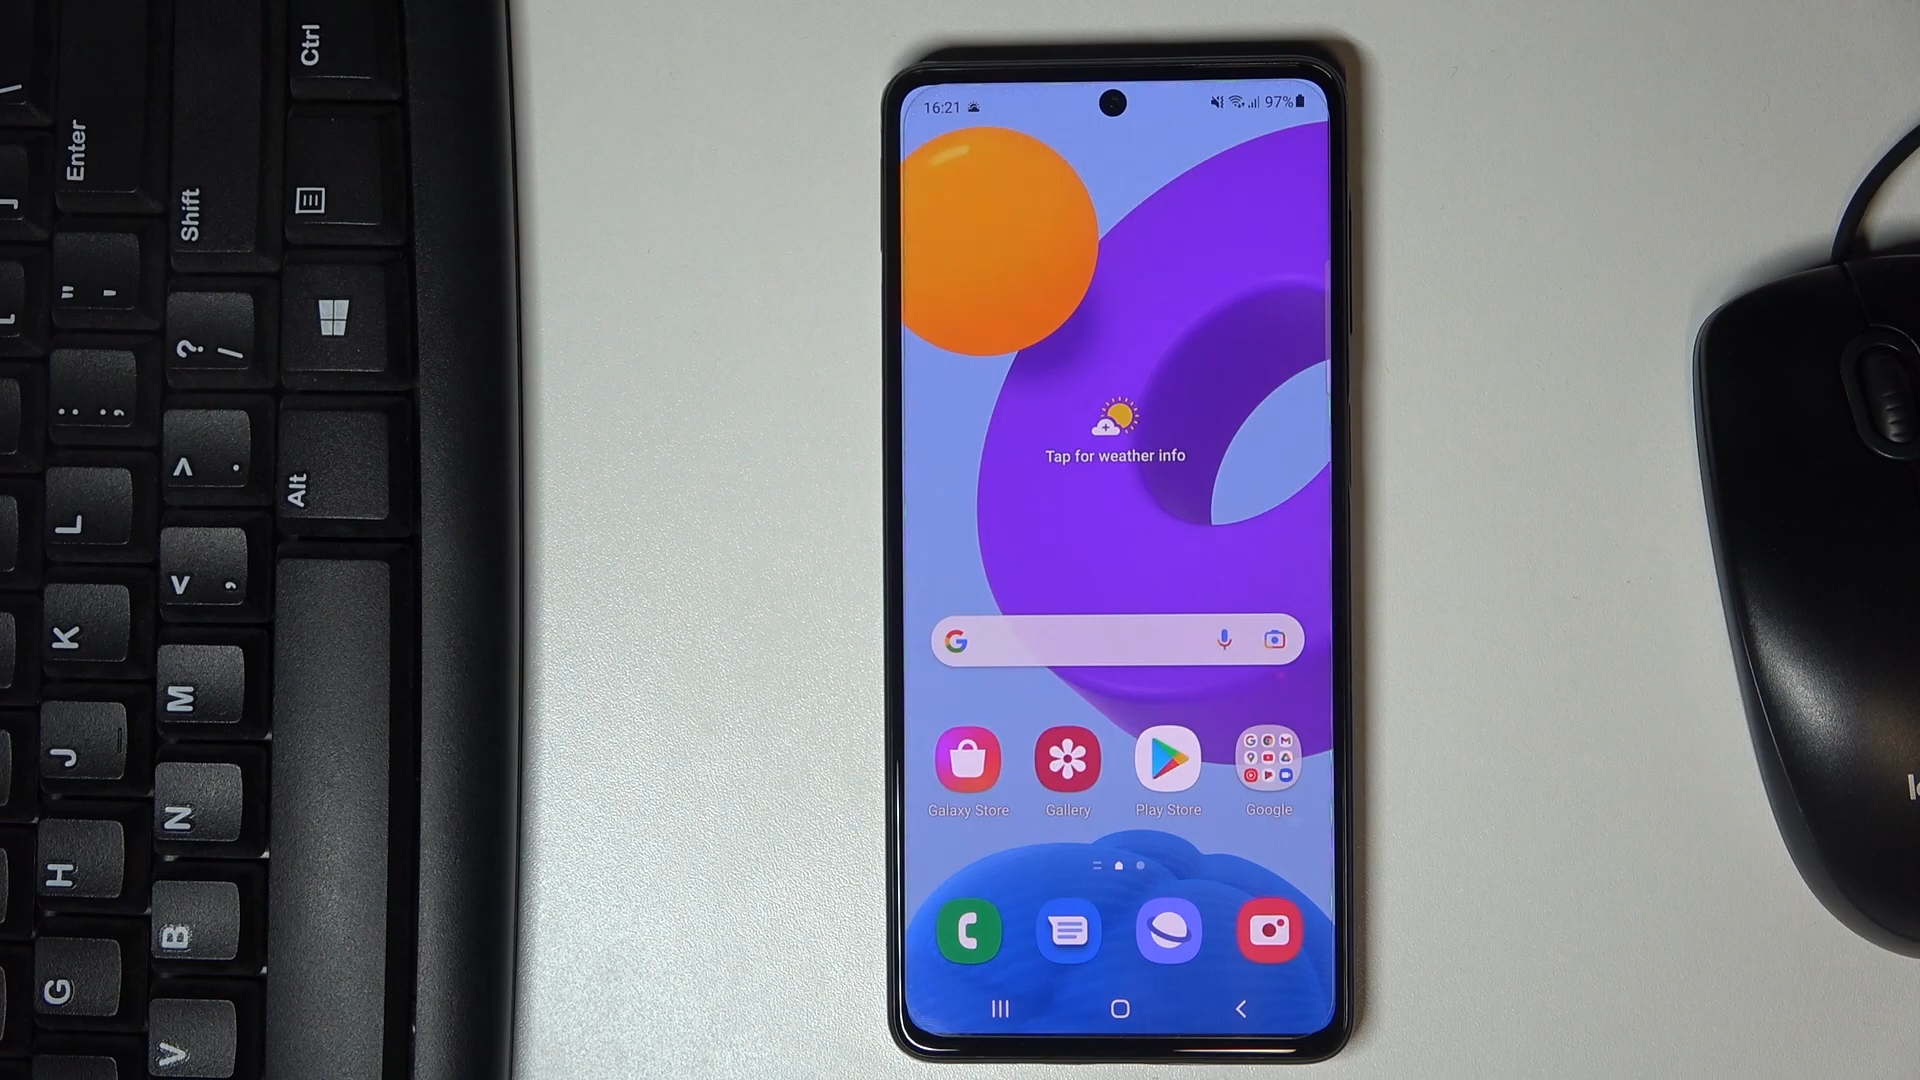 Ctrl
Enter
Shift
" '
? /
: ;
> .
Alt
L
< ,
K
M
J
N
H
B
G
V
16:21
97%
Tap for weather info
G
Galaxy Store
Gallery
Play Store
Google